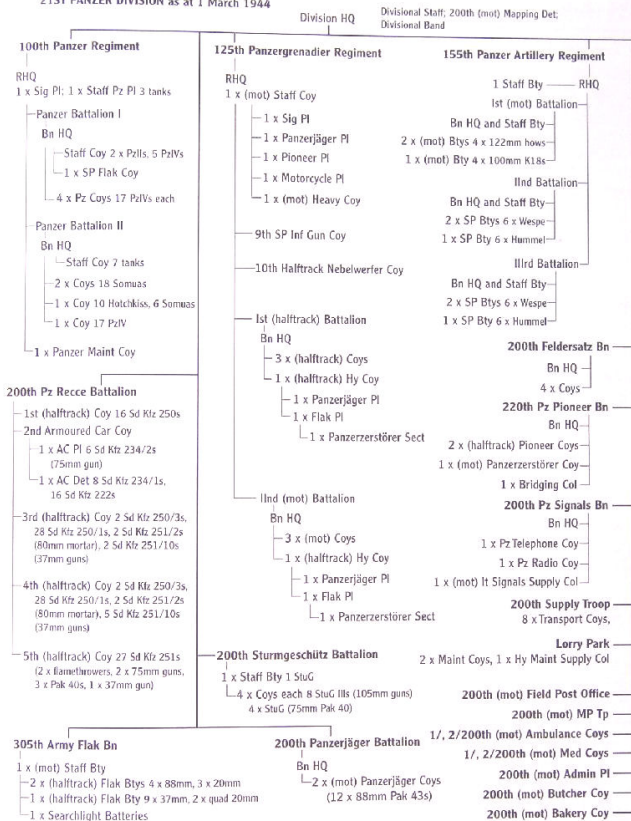 21ST PANZER DIVISION as at 1 March 1944
Division HQ
Divisional Staff; 200th (mot) Mapping Det;
Divisional Band
100th Panzer Regiment
RHQ
1 x Sig Pl; 1 x Staff Pz Pl 3 tanks
Panzer Battalion I
Bn HQ
Staff Coy 2 x PzIIs, 5 PzIVs
1 x SP Flak Coy
4 x Pz Coys 17 PzIVs each
Panzer Battalion II
Bn HQ
Staff Coy 7 tanks
2 x Coys 18 Somuas
1 x Coy 10 Hotchkiss, 6 Somuas
1 x Coy 17 PzIV
1 x Panzer Maint Coy
200th Pz Recce Battalion
1st (halftrack) Coy 16 Sd Kfz 250s
2nd Armoured Car Coy
1 x AC Pl 6 Sd Kfz 234/2s
(75mm gun)
1 x AC Det 8 Sd Kfz 234/1s,
16 Sd Kfz 222s
3rd (halftrack) Coy 2 Sd Kfz 250/3s,
28 Sd Kfz 250/1s, 2 Sd Kfz 251/2s
(80mm mortar), 2 Sd Kfz 251/10s
(37mm guns)
4th (halftrack) Coy 2 Sd Kfz 250/3s,
28 Sd Kfz 250/1s, 2 Sd Kfz 251/2s
(80mm mortar), 5 Sd Kfz 251/10s
(37mm guns)
5th (halftrack) Coy 27 Sd Kfz 251s
(2 x flamethrowers, 2 x 75mm guns,
3 x Pak 40s, 1 x 37mm gun)
305th Army Flak Bn
1 x (mot) Staff Bty
2 x (halftrack) Flak Btys 4 x 88mm, 3 x 20mm
1 x (halftrack) Flak Bty 9 x 37mm, 2 x quad 20mm
1 x Searchlight Batteries
125th Panzergrenadier Regiment
RHQ
1 x (mot) Staff Coy
1 x Sig Pl
1 x Panzerjäger Pl
1 x Pioneer Pl
1 x Motorcycle Pl
1 x (mot) Heavy Coy
9th SP Inf Gun Coy
10th Halftrack Nebelwerfer Coy
Ist (halftrack) Battalion
Bn HQ
3 x (halftrack) Coys
1 x (halftrack) Hy Coy
1 x Panzerjäger Pl
1 x Flak Pl
1 x Panzerzerstörer Sect
IInd (mot) Battalion
Bn HQ
3 x (mot) Coys
1 x (halftrack) Hy Coy
1 x Panzerjäger Pl
1 x Flak Pl
1 x Panzerzerstörer Sect
200th Sturmgeschütz Battalion
1 x Staff Bty 1 StuG
4 x Coys each 8 StuG IIIs (105mm guns)
4 x StuG (75mm Pak 40)
200th Panzerjäger Battalion
Bn HQ
2 x (mot) Panzerjäger Coys
(12 x 88mm Pak 43s)
155th Panzer Artillery Regiment
1 Staff Bty
RHQ
Ist (mot) Battalion
Bn HQ and Staff Bty
2 x (mot) Btys 4 x 122mm hows
1 x (mot) Bty 4 x 100mm K18s
IInd Battalion
Bn HQ and Staff Bty
2 x SP Btys 6 x Wespe
1 x SP Bty 6 x Hummel
IIIrd Battalion
Bn HQ and Staff Bty
2 x SP Btys 6 x Wespe
1 x SP Bty 6 x Hummel
200th Feldersatz Bn
Bn HQ
4 x Coys
220th Pz Pioneer Bn
Bn HQ
2 x (halftrack) Pioneer Coys
1 x (mot) Panzerzerstörer Coy
1 x Bridging Col
200th Pz Signals Bn
Bn HQ
1 x Pz Telephone Coy
1 x Pz Radio Coy
1 x (mot) lt Signals Supply Col
200th Supply Troop
8 x Transport Coys,
Lorry Park
2 x Maint Coys, 1 x Hy Maint Supply Col
200th (mot) Field Post Office
200th (mot) MP Tp
1/, 2/200th (mot) Ambulance Coys
1/, 2/200th (mot) Med Coys
200th (mot) Admin Pl
200th (mot) Butcher Coy
200th (mot) Bakery Coy